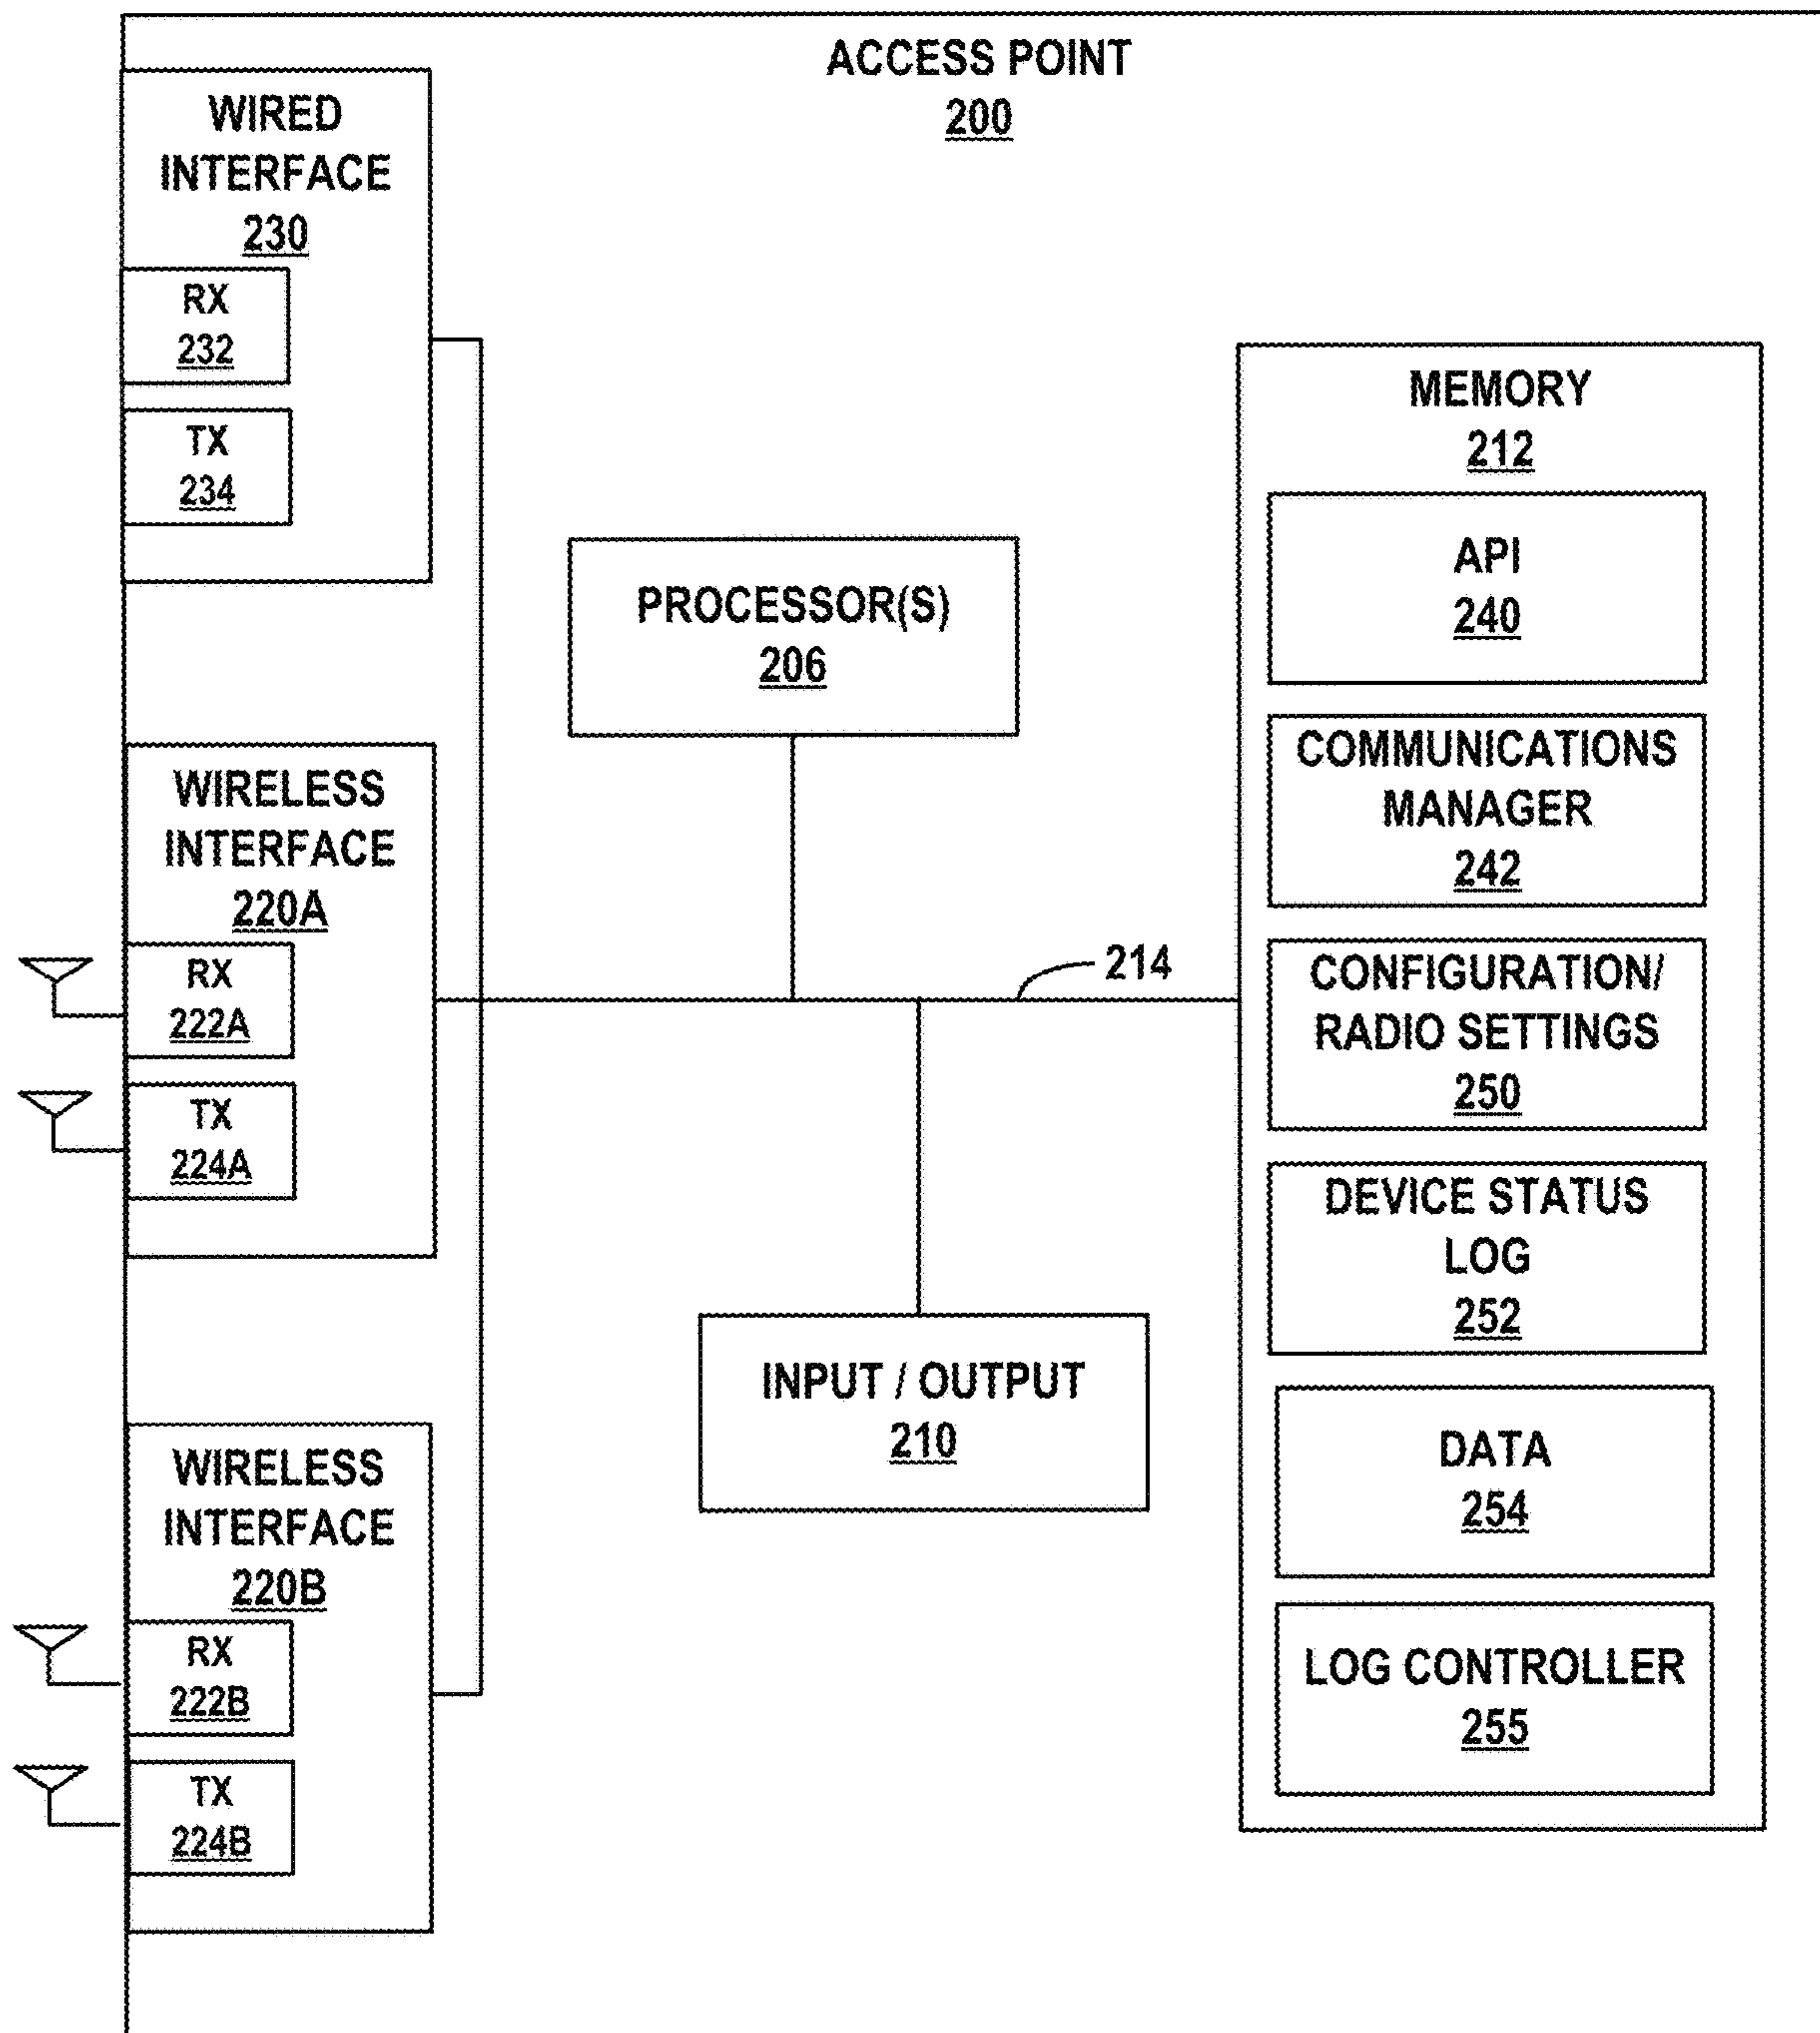 ACCESS POINT
200
WIRED
INTERFACE
230
RX
232
TX
234
WIRELESS
INTERFACE
220A
RX
222A
TX
224A
WIRELESS
INTERFACE
220B
RX
222B
TX
224B
PROCESSOR(S)
206
214
INPUT / OUTPUT
210
MEMORY
212
API
240
COMMUNICATIONS
MANAGER
242
CONFIGURATION/
RADIO SETTINGS
250
DEVICE STATUS
LOG
252
DATA
254
LOG CONTROLLER
255